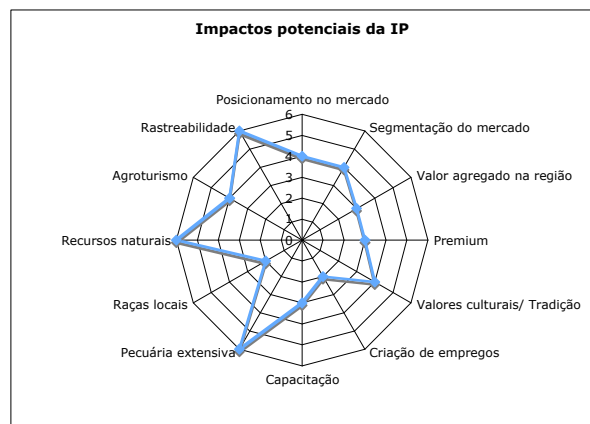 Impactos potenciais da IP
Posicionamento no mercado
6
Rastreabilidade
5
Segmentação do mercado
4
Agroturismo
3
Valor agregado na região
2
1
Recursos naturais
0
Premium
Raças locais
Valores culturais/ Tradição
Pecuária extensiva
Criação de empregos
Capacitação